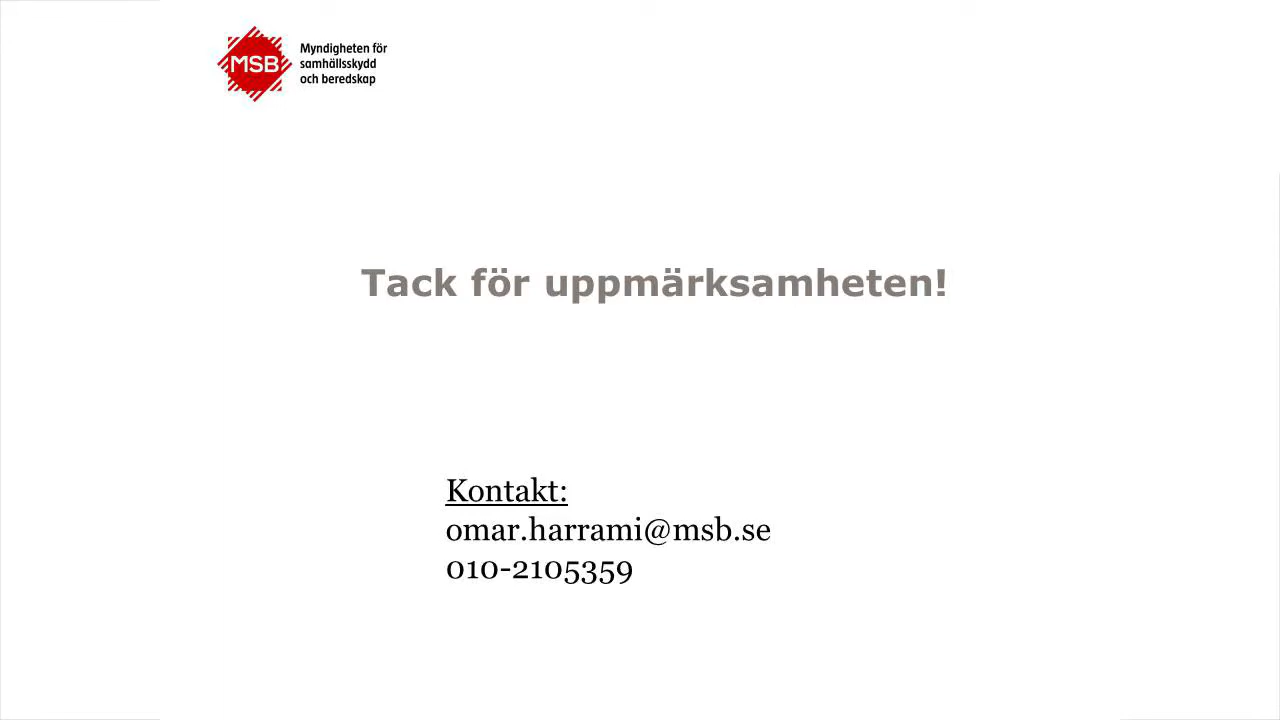 MSB
Myndigheten för
samhällsskydd
och beredskap
Tack för uppmärksamheten!
Kontakt:
omar.harrami@msb.se
010-2105359